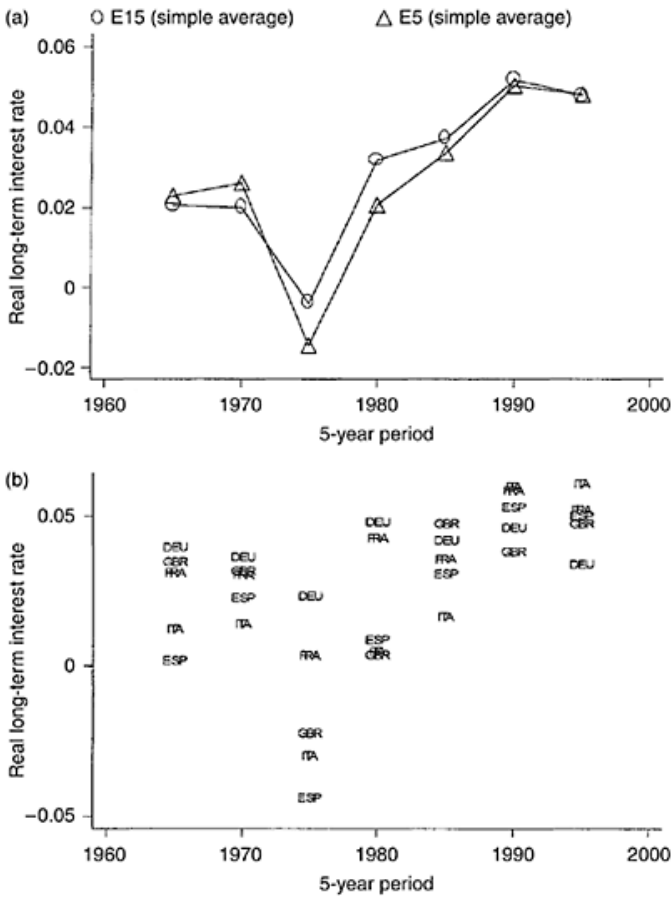 (a) ○ E15 (simple average) △ E5 (simple average)
0.06
0.04
0.02
0
−0.02
Real long-term interest rate
1960 1970 1980 1990 2000
5-year period
(b)
0.05
0
−0.05
Real long-term interest rate
DEU
GBR
FRA
ITA
ESP
DEU
GBR
ESP
ITA
DEU
FRA
GBR
ITA
ESP
DEU
FRA
ESP
GBR
GBR
DEU
FRA
ESP
ITA
ITA
FRA
ESP
DEU
GBR
ITA
FRA
ESP
GBR
DEU
1960 1970 1980 1990 2000
5-year period